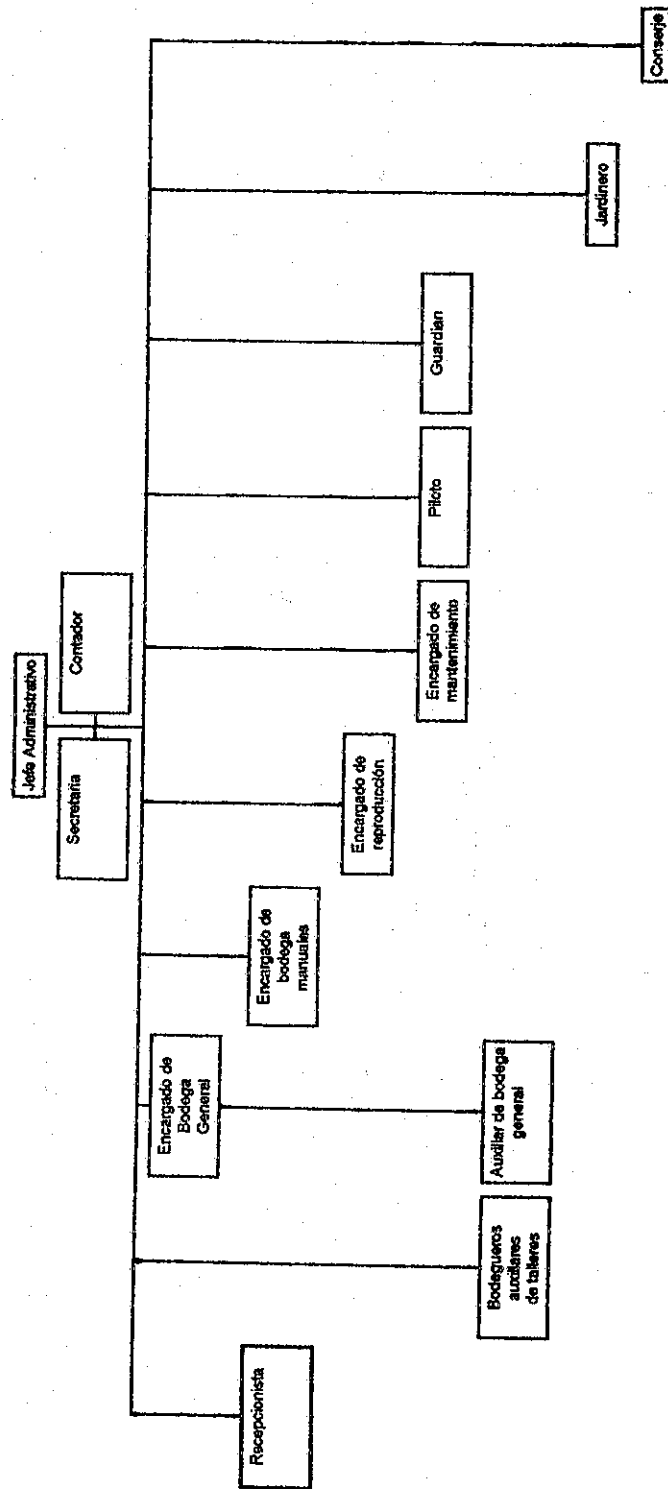 Jefe Administrativo
Secretaria
Contador
Recepcionista
Bodegueros
auxiliares
de talleres
Encargado de
Bodega
General
Auxiliar de bodega
general
Encargado de
bodega
manuales
Encargado de
reproducción
Encargado de
mantenimiento
Piloto
Guardian
Jardinero
Conserje